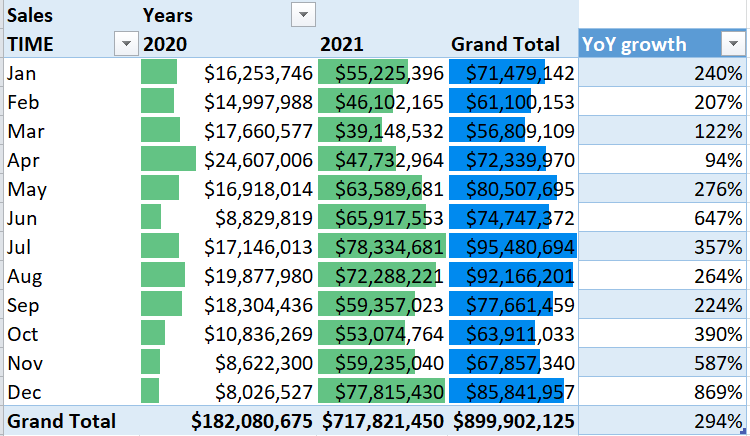 Sales Years
TIME 2020 2021 Grand Total YoY growth
Jan $16,253,746 $55,225,396 $71,479,142 240%
Feb $14,997,988 $46,102,165 $61,100,153 207%
Mar $17,660,577 $39,148,532 $56,809,109 122%
Apr $24,607,006 $47,732,964 $72,339,970 94%
May $16,918,014 $63,589,681 $80,507,695 276%
Jun $8,829,819 $65,917,553 $74,747,372 647%
Jul $17,146,013 $78,334,681 $95,480,694 357%
Aug $19,877,980 $72,288,221 $92,166,201 264%
Sep $18,304,436 $59,357,023 $77,661,459 224%
Oct $10,836,269 $53,074,764 $63,911,033 390%
Nov $8,622,300 $59,235,040 $67,857,340 587%
Dec $8,026,527 $77,815,430 $85,841,957 869%
Grand Total $182,080,675 $717,821,450 $899,902,125 294%